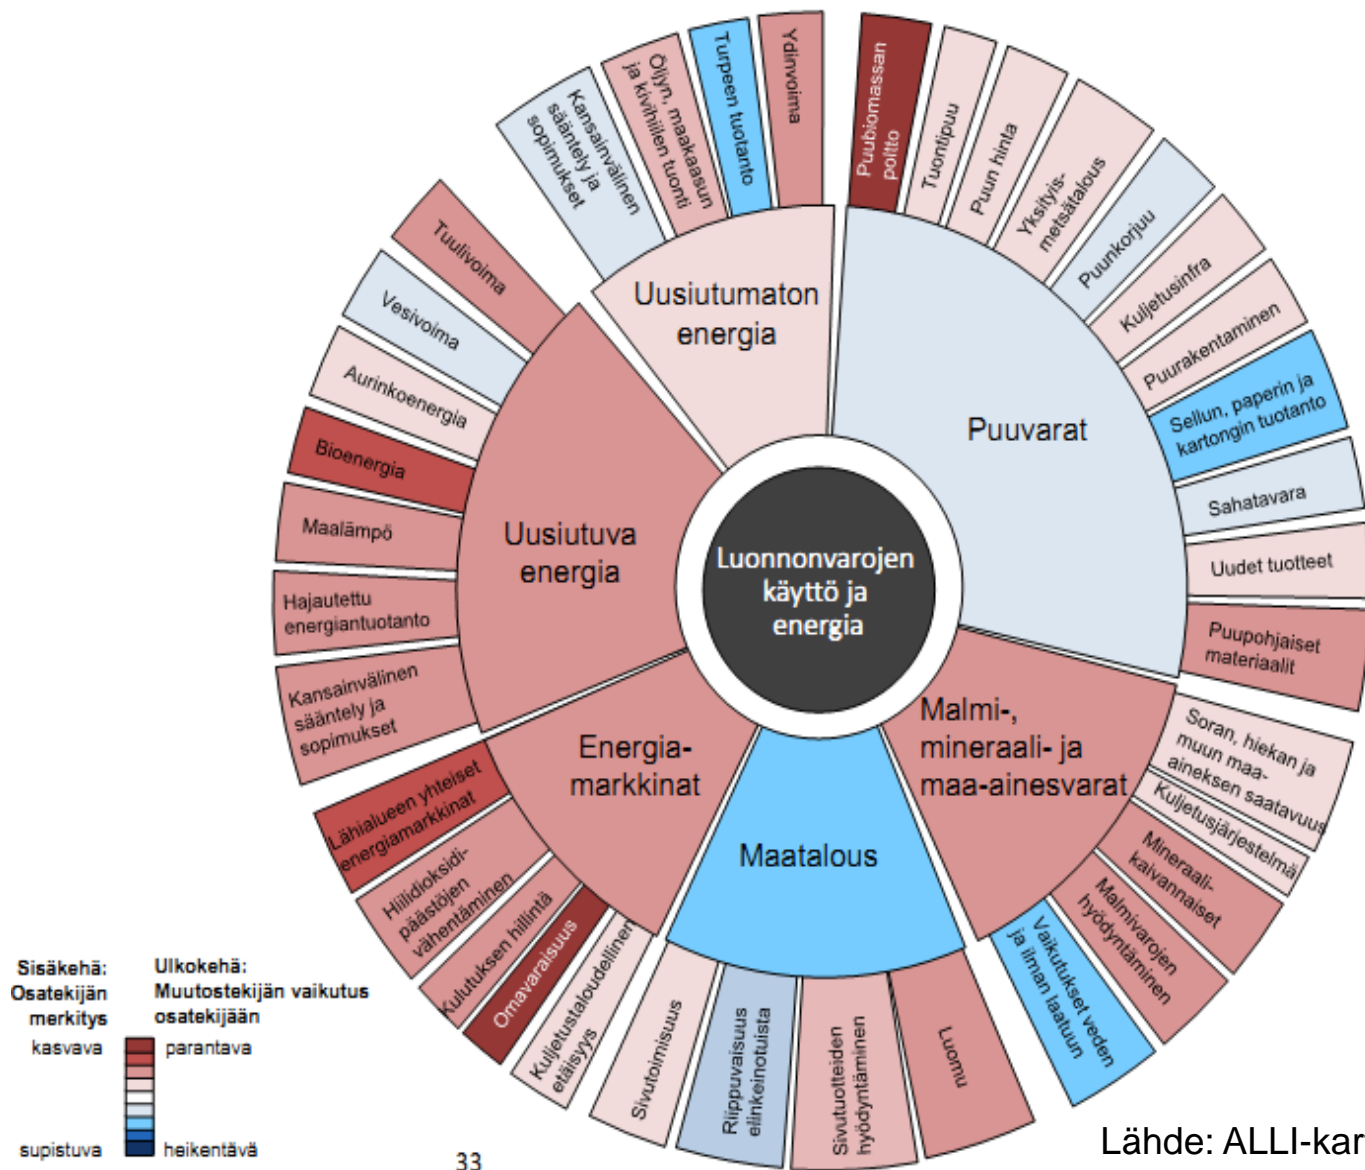 Luonnonvarojen
käyttö ja
energia
Uusiutumaton
energia
Puuvarat
Malmi-,
mineraali- ja
maa-ainesvarat
Maatalous
Energia-
markkinat
Uusiutuva
energia
Kansainvälinen
sääntely ja
sopimukset
Öljyn, maakaasun
ja kivihiilen tuonti
Turpeen tuotanto
Ydinvoima
Puubiomassan
poltto
Tuontipuu
Puun hinta
Yksityis-
metsätalous
Puunkorjuu
Kuljetusinfra
Puurakentaminen
Sellun, paperin ja
kartongin tuotanto
Sahatavara
Uudet tuotteet
Puupohjaiset
materiaalit
Soran, hiekan ja
muun maa-
aineksen saatavuus
Kuljetusjärjestelmä
Mineraali-
kaivannaiset
Malmivarojen
hyödyntäminen
Vaikutukset veden
ja ilman laatuun
Luomu
Sivutuotteiden
hyödyntäminen
Riippuvaisuus
elinkeinotuista
Sivutoimisuus
Kuljetustaloudellinen
etäisyys
Omavaraisuus
Kulutuksen hillintä
Hiilidioksidi-
päästöjen
vähentäminen
Lähialueen yhteiset
energiamarkkinat
Kansainvälinen
sääntely ja
sopimukset
Hajautettu
energiantuotanto
Maalämpö
Bioenergia
Aurinkoenergia
Vesivoima
Tuulivoima
Sisäkehä:
Osatekijän
merkitys
kasvava
supistuva
Ulkokehä:
Muutostekijän vaikutus
osatekijään
parantava
heikentävä
33
Lähde: ALLI-kar